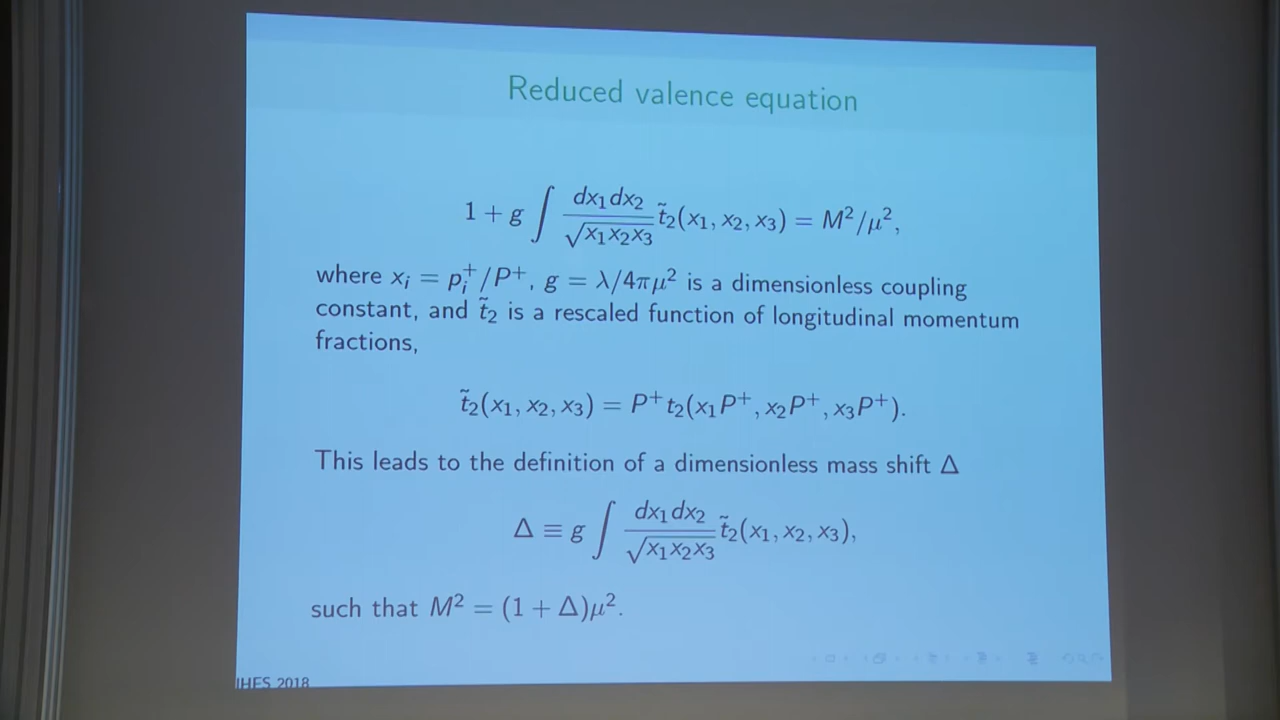 Reduced valence equation
1 + g ∫ dx₁dx₂/√x₁x₂x₃ t̃₂(x₁, x₂, x₃) = M²/μ²,
where xᵢ = pᵢ⁺/P⁺, g = λ/4πμ² is a dimensionless coupling
constant, and t̃₂ is a rescaled function of longitudinal momentum
fractions,
t̃₂(x₁, x₂, x₃) = P⁺t₂(x₁P⁺, x₂P⁺, x₃P⁺).
This leads to the definition of a dimensionless mass shift Δ
Δ ≡ g ∫ dx₁dx₂/√x₁x₂x₃ t̃₂(x₁, x₂, x₃),
such that M² = (1 + Δ)μ².
IHES 2018